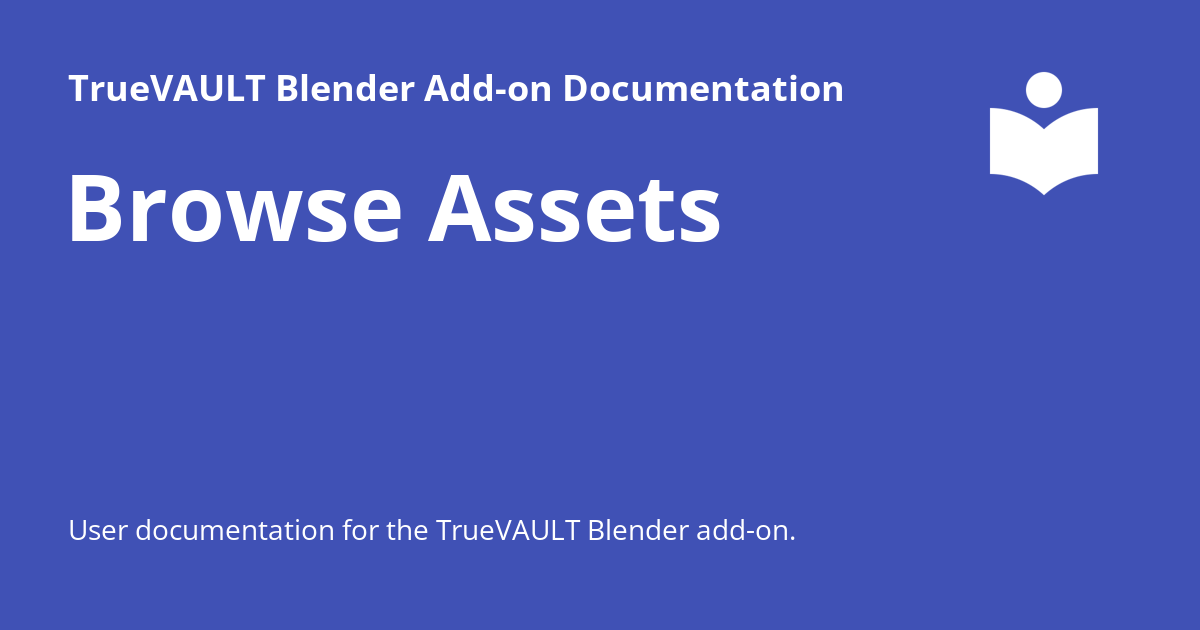 TrueVAULT Blender Add-on Documentation
Browse Assets
User documentation for the TrueVAULT Blender add-on.